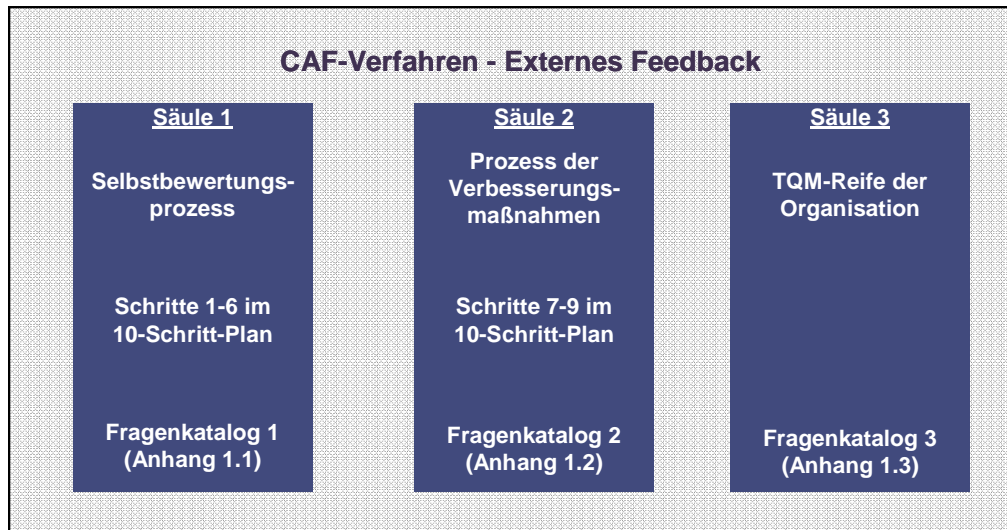 CAF-Verfahren - Externes Feedback
Säule 1
Selbstbewertungs-
prozess
Schritte 1-6 im
10-Schritt-Plan
Fragenkatalog 1
(Anhang 1.1)
Säule 2
Prozess der
Verbesserungs-
maßnahmen
Schritte 7-9 im
10-Schritt-Plan
Fragenkatalog 2
(Anhang 1.2)
Säule 3
TQM-Reife der
Organisation
Fragenkatalog 3
(Anhang 1.3)